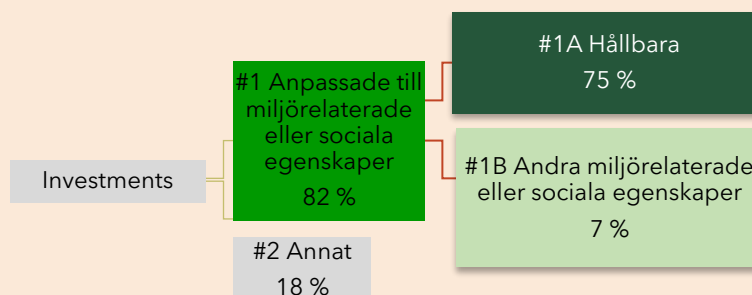 Investments
#1 Anpassade till
miljörelaterade
eller sociala
egenskaper
82 %
#2 Annat
18 %
#1A Hållbara
75 %
#1B Andra miljörelaterade
eller sociala egenskaper
7 %